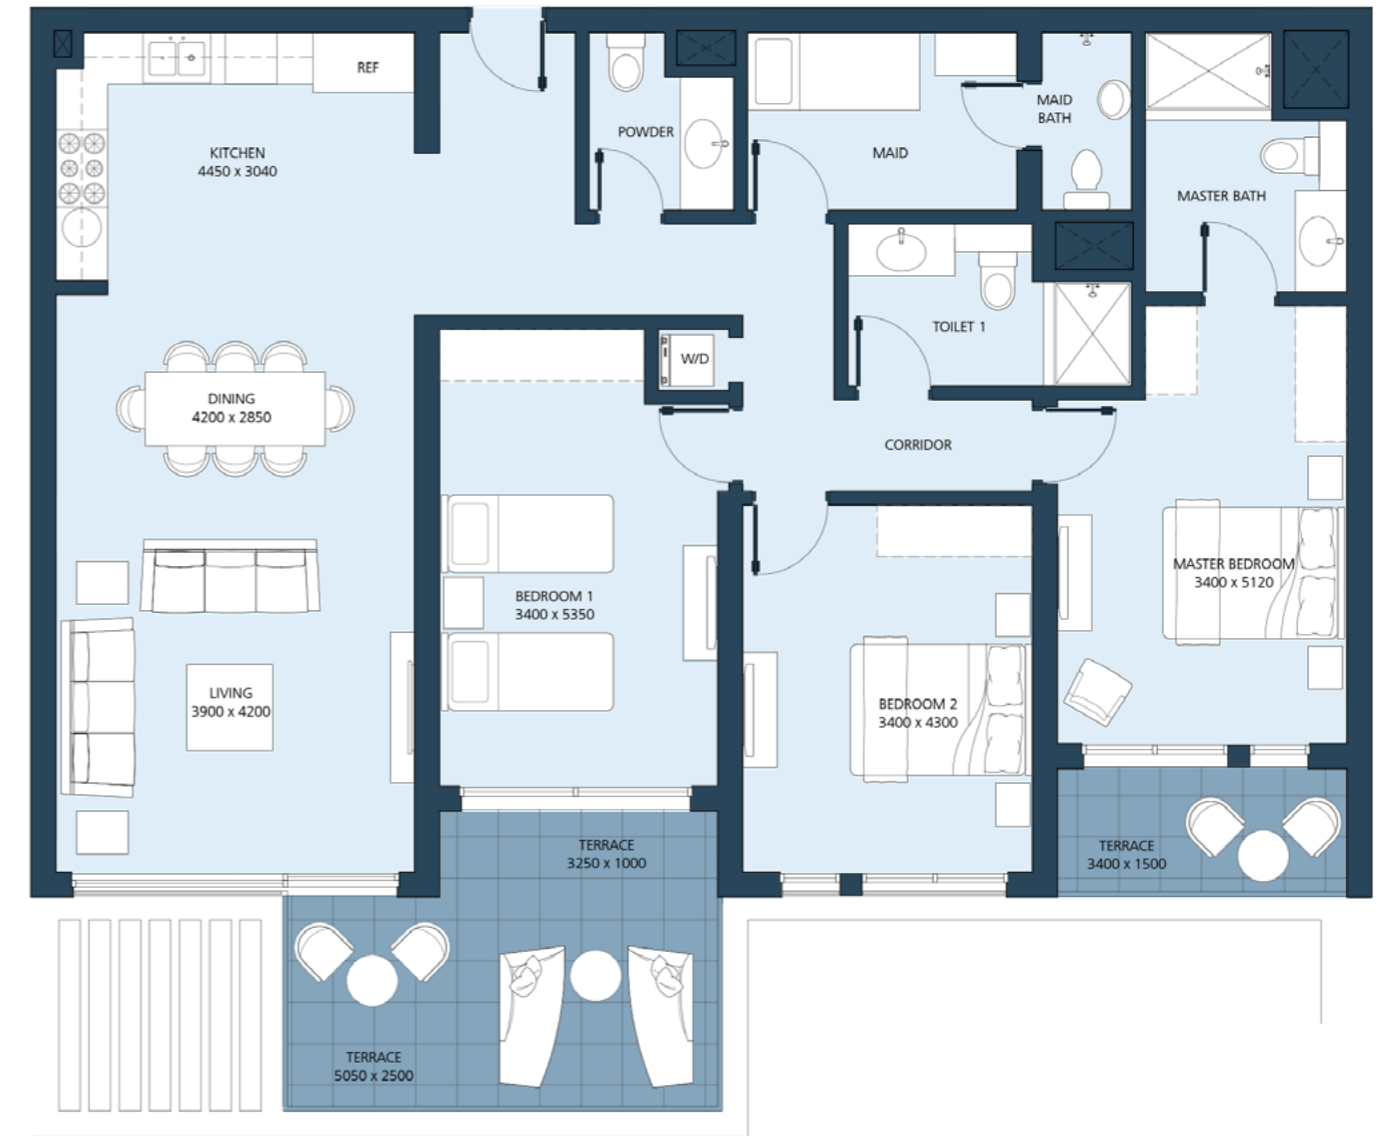 REF
KITCHEN
4450 x 3040
POWDER
MAID
MAID
BATH
MASTER BATH
TOILET 1
W/D
DINING
4200 x 2850
CORRIDOR
MASTER BEDROOM
3400 x 5120
BEDROOM 1
3400 x 5350
LIVING
3900 x 4200
BEDROOM 2
3400 x 4300
TERRACE
3250 x 1000
TERRACE
3400 x 1500
TERRACE
5050 x 2500